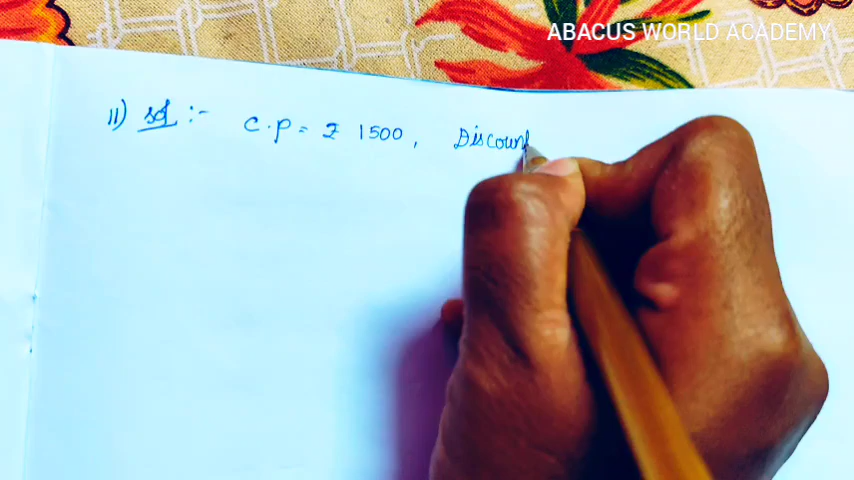 ABACUS WORLD ACADEMY
11) Sol :- C.P = ₹ 1500, Discount